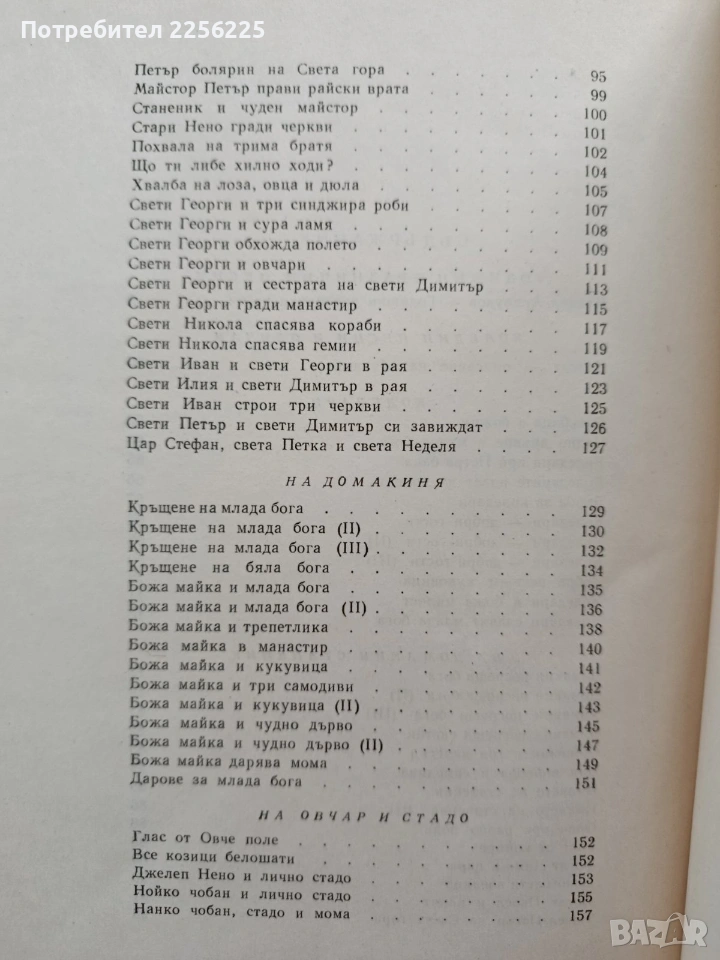 Потребител 2256225
Петър болярин на Света гора . . . . . . 95
Майстор Петър прави райски врата . . . . . 99
Станеник и чуден майстор . . . . . . 100
Стари Нено гради черкви . . . . . . . 101
Похвала на трима братя . . . . . . . 102
Що ти либе хилно ходи? . . . . . . . 104
Хвалба на лоза, овца и дюла . . . . . . 105
Свети Георги и три синджира роби . . . . . 107
Свети Георги и сура ламя . . . . . . 108
Свети Георги обхожда полето . . . . . . 109
Свети Георги и овчари . . . . . . . 111
Свети Георги и сестрата на свети Димитър . . . 113
Свети Георги гради манастир . . . . . . 115
Свети Никола спасява кораби . . . . . 117
Свети Никола спасява гемии . . . . . . 119
Свети Иван и свети Георги в рая . . . . . 121
Свети Илия и свети Димитър в рая . . . . . 123
Свети Иван строи три черкви . . . . . 125
Свети Петър и свети Димитър си завиждат . . . 126
Цар Стефан, света Петка и света Неделя . . . . 127
НА ДОМАКИНЯ
Кръщене на млада бога . . . . . . . 129
Кръщене на млада бога (II) . . . . . . 130
Кръщене на млада бога (III) . . . . . . 132
Кръщене на бяла бога . . . . . . 134
Божа майка и млада бога . . . . . . 135
Божа майка и млада бога (II) . . . . . . 136
Божа майка и трепетлика . . . . . . . 138
Божа майка в манастир . . . . . . . 140
Божа майка и кукувица . . . . . . . 141
Божа майка и три самодиви . . . . . . 142
Божа майка и кукувица (II) . . . . . . 143
Божа майка и чудно дърво . . . . . . 145
Божа майка и чудно дърво (II) . . . . . 147
Божа майка дарява мома . . . . . . . 149
Дарове за млада бога . . . . . . . 151
НА ОВЧАР И СТАДО
Глас от Овче поле . . . . . . . . 152
Все козици белошати . . . . . . . 152
Джелеп Нено и лично стадо . . . . . . 153
Нойко чобан и лично стадо . . . . . . 155
Нанко чобан, стадо и мома . . . . . . 157
BAZAR